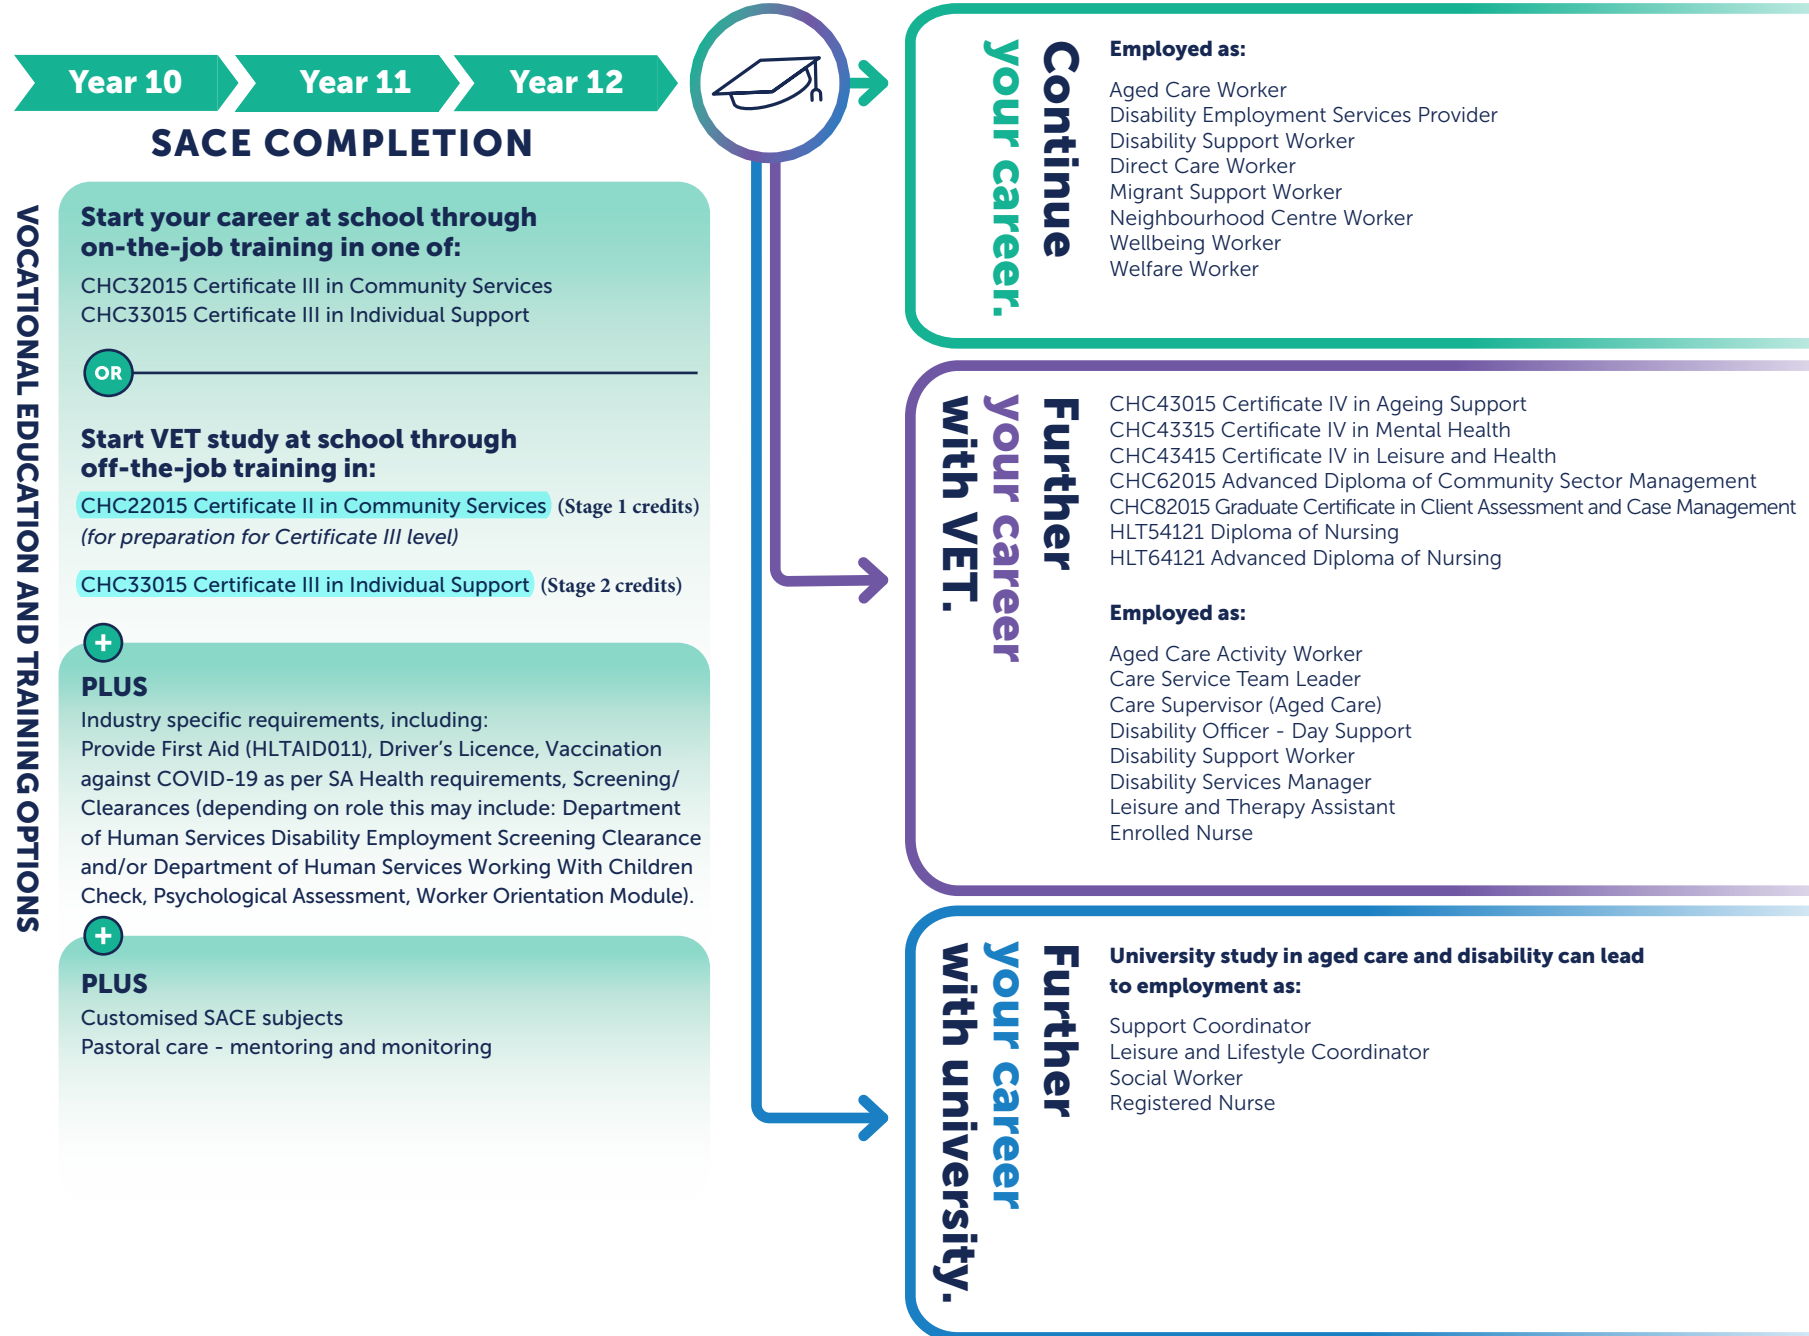 Year 10
Year 11
Year 12
SACE COMPLETION
VOCATIONAL EDUCATION AND TRAINING OPTIONS
Start your career at school through
on-the-job training in one of:
CHC32015 Certificate III in Community Services
CHC33015 Certificate III in Individual Support
OR
Start VET study at school through
off-the-job training in:
CHC22015 Certificate II in Community Services (Stage 1 credits)
(for preparation for Certificate III level)
CHC33015 Certificate III in Individual Support (Stage 2 credits)
+
PLUS
Industry specific requirements, including:
Provide First Aid (HLTAID011), Driver's Licence, Vaccination
against COVID-19 as per SA Health requirements, Screening/
Clearances (depending on role this may include: Department
of Human Services Disability Employment Screening Clearance
and/or Department of Human Services Working With Children
Check, Psychological Assessment, Worker Orientation Module).
+
PLUS
Customised SACE subjects
Pastoral care - mentoring and monitoring
Continue
your career.
Employed as:
Aged Care Worker
Disability Employment Services Provider
Disability Support Worker
Direct Care Worker
Migrant Support Worker
Neighbourhood Centre Worker
Wellbeing Worker
Welfare Worker
Further
your career
with VET.
CHC43015 Certificate IV in Ageing Support
CHC43315 Certificate IV in Mental Health
CHC43415 Certificate IV in Leisure and Health
CHC62015 Advanced Diploma of Community Sector Management
CHC82015 Graduate Certificate in Client Assessment and Case Management
HLT54121 Diploma of Nursing
HLT64121 Advanced Diploma of Nursing
Employed as:
Aged Care Activity Worker
Care Service Team Leader
Care Supervisor (Aged Care)
Disability Officer - Day Support
Disability Support Worker
Disability Services Manager
Leisure and Therapy Assistant
Enrolled Nurse
Further
your career
with university.
University study in aged care and disability can lead
to employment as:
Support Coordinator
Leisure and Lifestyle Coordinator
Social Worker
Registered Nurse